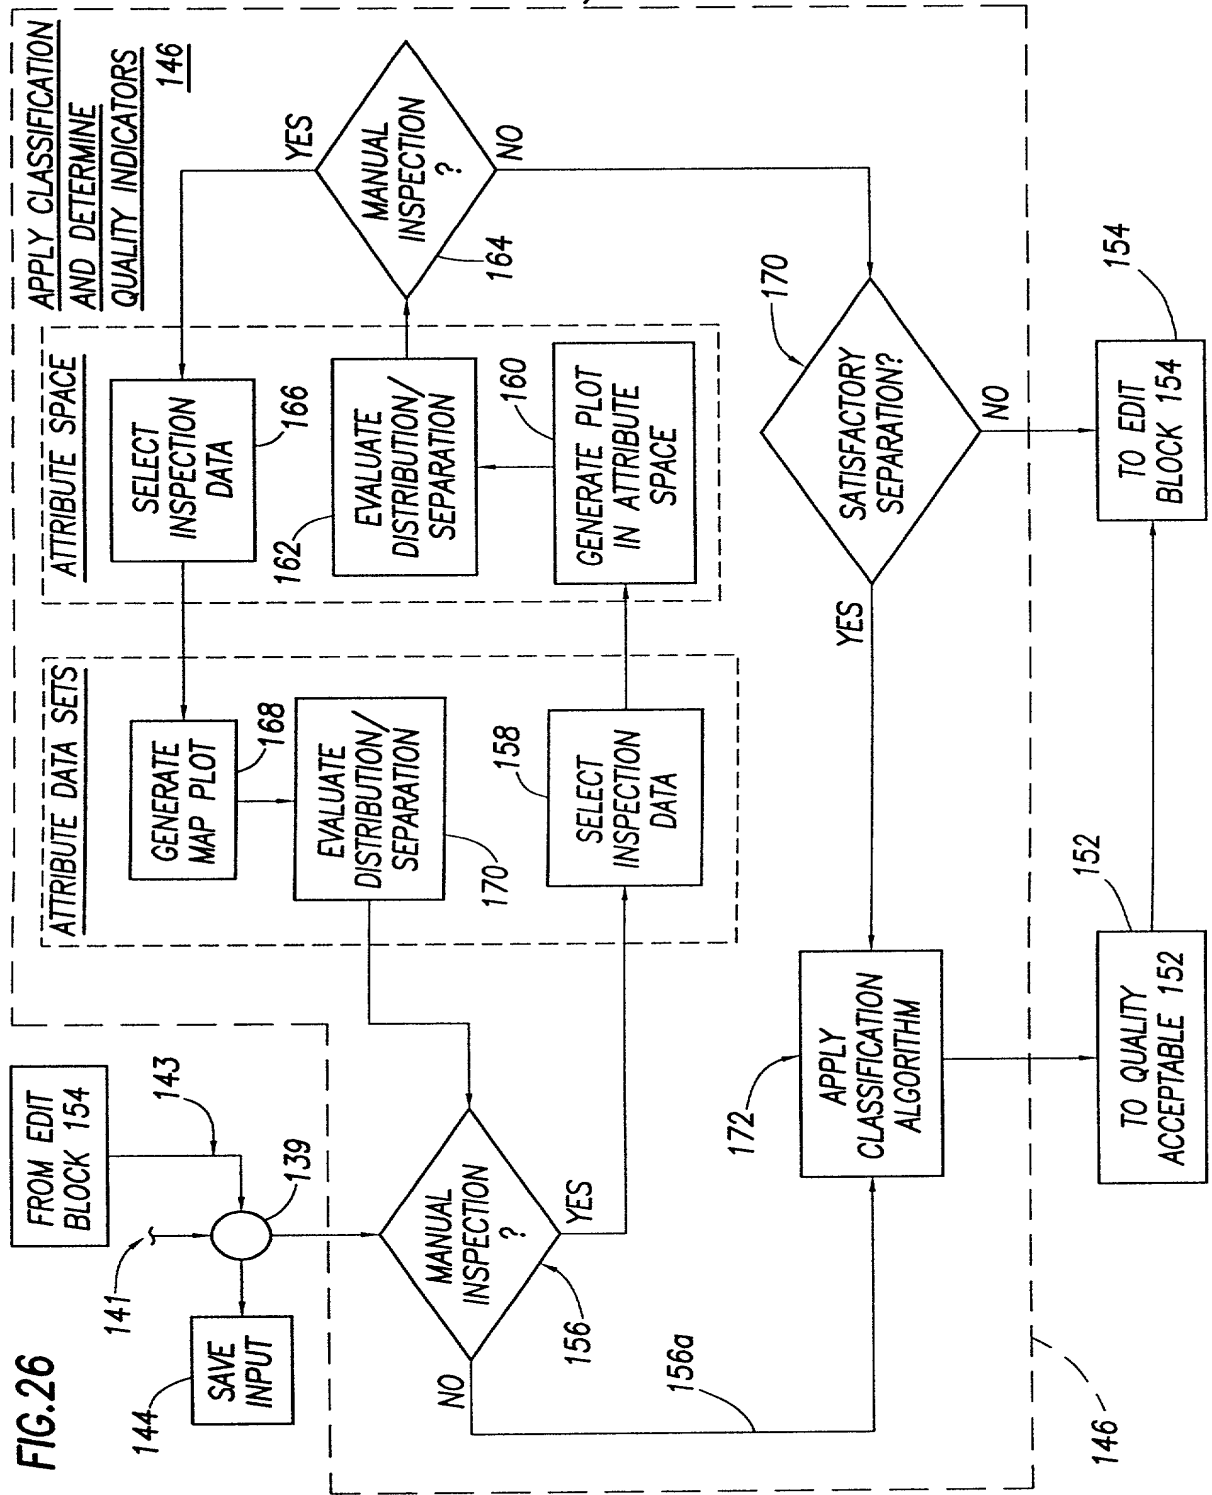 FIG.26
FROM EDIT
BLOCK 154
143
141
139
144
SAVE
INPUT
APPLY CLASSIFICATION
AND DETERMINE
QUALITY INDICATORS
146
ATTRIBUTE DATA SETS
GENERATE
MAP PLOT
168
EVALUATE
DISTRIBUTION/
SEPARATION
170
158
SELECT
INSPECTION
DATA
ATTRIBUTE SPACE
SELECT
INSPECTION
DATA
166
162
EVALUATE
DISTRIBUTION/
SEPARATION
160
GENERATE PLOT
IN ATTRIBUTE
SPACE
YES
MANUAL
INSPECTION
?
NO
164
MANUAL
INSPECTION
?
YES
NO
156
156a
172
APPLY
CLASSIFICATION
ALGORITHM
YES
170
SATISFACTORY
SEPARATION?
NO
146
152
TO QUALITY
ACCEPTABLE 152
154
TO EDIT
BLOCK 154